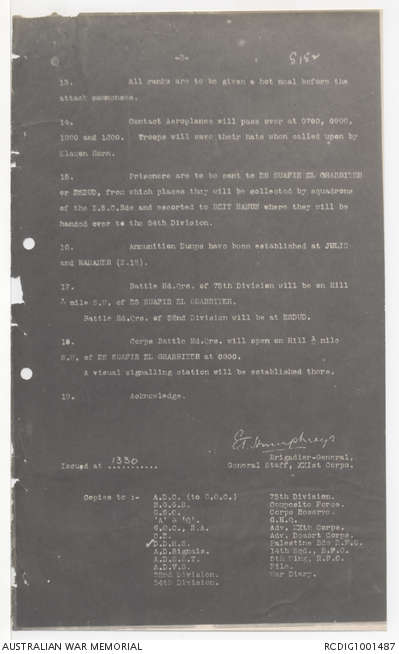 -3-
13. All ranks are to be given a hot meal before the
attack commences.
14. Contact Aeroplanes will pass over at 0700, 0900,
1000 and 1200. Troops will wave their hats when called upon by
Klaxon Horn.
15. Prisoners are to be sent to ES SUAFIR EL GHARBIYEH
or ESDUD, from which places they will be collected by squadrons
of the I.S.C.Bde and escorted to BEIT HANUN where they will be
handed over to the 54th Division.
16. Ammunition Dumps have been established at JULIS
and HAMAMEH
17. Battle Hd.Qrs. of 75th Division will be on Hill
½ mile S.W. of ES SUAFIR EL GHARBIYEH.
Battle Hd.Qrs. of 52nd Division will be at ESDUD.
18. Corps Battle Hd.Qrs. will open on Hill ½ mile
S.W. of ES SUAFIR EL GHARBIYEH at 0800.
A visual signalling station will be established there.
19. Acknowledge.
E.T. Humphreys
Brigadier-General,
General Staff, XXIst Corps.
Issued at 1330
Copies to :- A.D.C. (to G.O.C.) 75th Division.
B.G.G.S. Composite Force.
G.S.O. Corps Reserve.
'A' & 'Q'. G.H.Q.
G.O.C., R.A. Adv. XXth Corps.
C.E. Adv. Desert Corps.
D.D.M.S. Palestine Bde R.F.C.
A.D.Signals. 14th Sqd., R.F.C.
5th Wing, R.F.C.
A.D.V.S. File.
52nd Division. War Diary.
54th Division.
AUSTRALIAN WAR MEMORIAL
RCDIG1001487